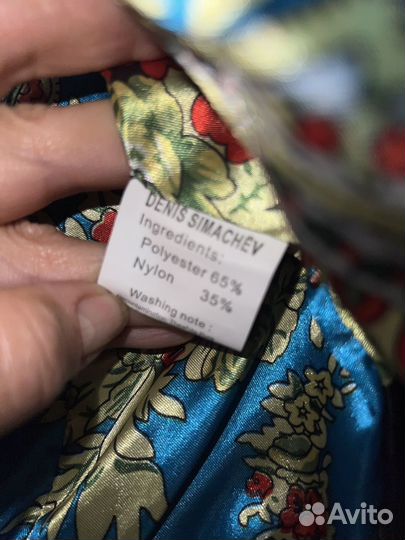 DENIS SIMACHEV
Ingredients:
Polyester 65%
Nylon 35%
Washing note :
Avito